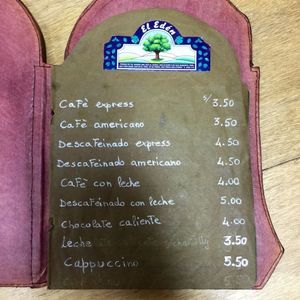 El Edén
Cafè express s/3.50
Cafè americano 3.50
Descafeinado express 4.50
Descafeinado americano 4.50
Cafè con leche 4.00
Descafeinado con leche 5.00
Chocolate caliente 4.00
Leche 3.50
Cappuccino 5.50